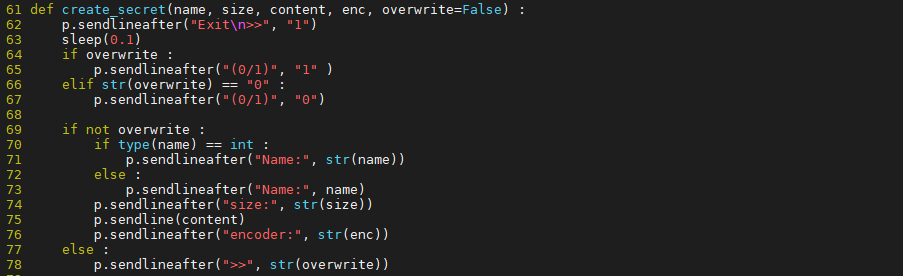 61 def create_secret(name, size, content, enc, overwrite=False) :
62     p.sendlineafter("Exit\n>>", "1")
63     sleep(0.1)
64     if overwrite :
65         p.sendlineafter("(0/1)", "1" )
66     elif str(overwrite) == "0" :
67         p.sendlineafter("(0/1)", "0")
68
69     if not overwrite :
70         if type(name) == int :
71             p.sendlineafter("Name:", str(name))
72         else :
73             p.sendlineafter("Name:", name)
74         p.sendlineafter("size:", str(size))
75         p.sendline(content)
76         p.sendlineafter("encoder:", str(enc))
77     else :
78         p.sendlineafter(">>", str(overwrite))